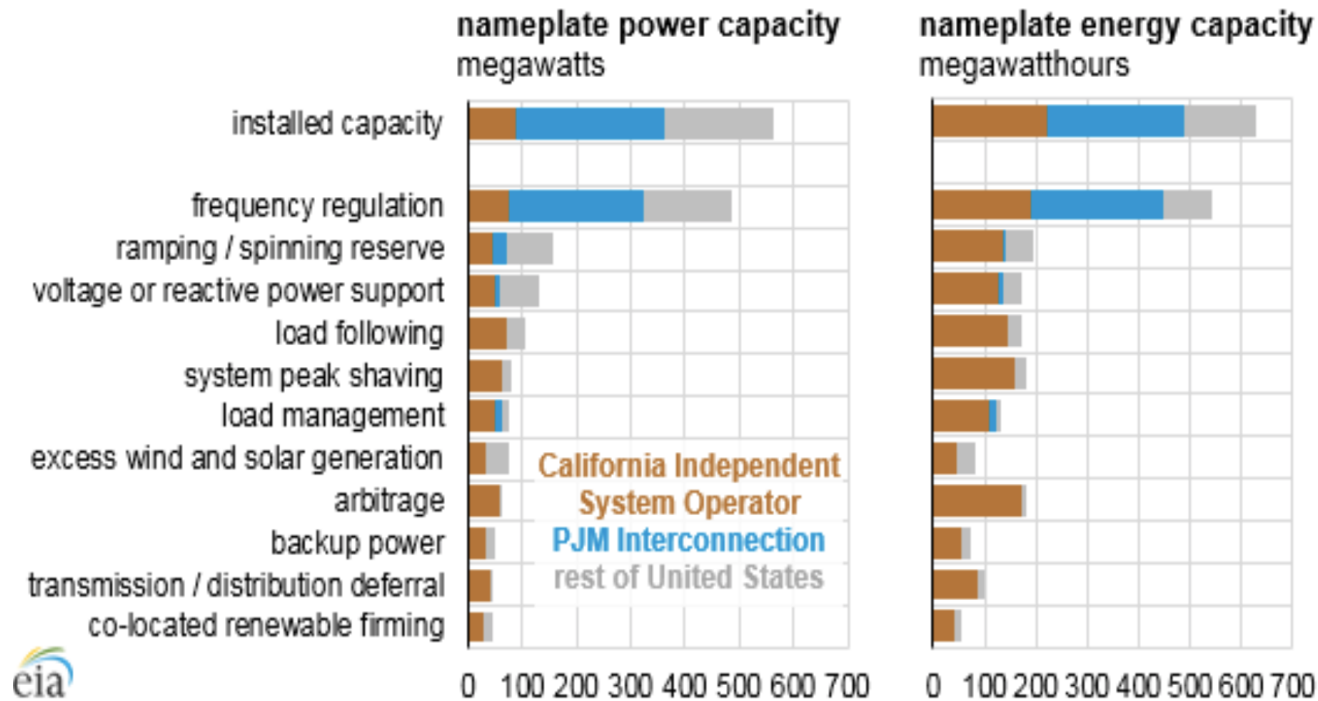 nameplate power capacity
megawatts
nameplate energy capacity
megawatthours
installed capacity
frequency regulation
ramping / spinning reserve
voltage or reactive power support
load following
system peak shaving
load management
excess wind and solar generation
arbitrage
backup power
transmission / distribution deferral
co-located renewable firming
California Independent
System Operator
PJM Interconnection
rest of United States
0 100 200 300 400 500 600 700
0 100 200 300 400 500 600 700
eia